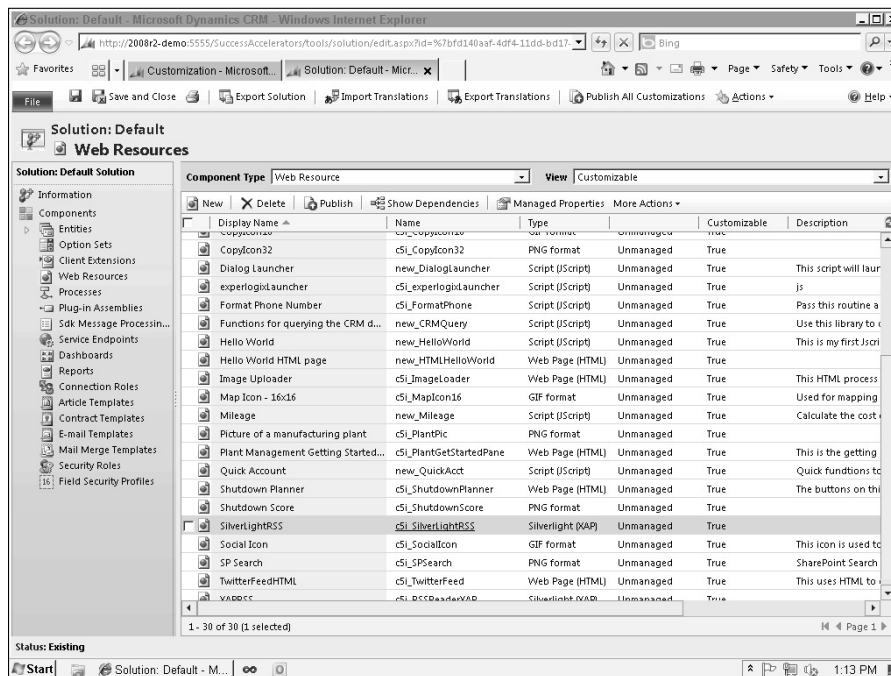 Solution: Default - Microsoft Dynamics CRM - Windows Internet Explorer
http://2008r2-demo:5555/SuccessAccelerators/tools/solution/edit.aspx?id=%7bfd140aaf-4df4-11dd-bd17- Bing
Favorites Customization - Microsoft... Solution: Default - Micr... Page Safety Tools
File Save and Close Export Solution Import Translations Export Translations Publish All Customizations Actions Help
Solution: Default
Web Resources
Solution: Default Solution
Information
Components
Entities
Option Sets
Client Extensions
Web Resources
Processes
Plug-in Assemblies
Sdk Message Processin...
Service Endpoints
Dashboards
Reports
Connection Roles
Article Templates
Contract Templates
E-mail Templates
Mail Merge Templates
Security Roles
16 Field Security Profiles
Component Type Web Resource View Customizable
New Delete Publish Show Dependencies Managed Properties More Actions
Display Name Name Type Customizable Description
CopyIcon16 c5i_CopyIcon16 GIF format Unmanaged True
CopyIcon32 c5i_CopyIcon32 PNG format Unmanaged True
Dialog Launcher new_DialogLauncher Script (JScript) Unmanaged True This script will laun
experlogixLauncher c5i_experlogixLauncher Script (JScript) Unmanaged True js
Format Phone Number c5i_FormatPhone Script (JScript) Unmanaged True Pass this routine a
Functions for querying the CRM d... new_CRMQuery Script (JScript) Unmanaged True Use this library to
Hello World new_HelloWorld Script (JScript) Unmanaged True This is my first Jscri
Hello World HTML page new_HTMLHelloWorld Web Page (HTML) Unmanaged True
Image Uploader c5i_ImageLoader Web Page (HTML) Unmanaged True This HTML process
Map Icon - 16x16 c5i_MapIcon16 GIF format Unmanaged True Used for mapping
Mileage new_Mileage Script (JScript) Unmanaged True Calculate the cost
Picture of a manufacturing plant c5i_PlantPic PNG format Unmanaged True
Plant Management Getting Started... c5i_PlantGetStartedPane Web Page (HTML) Unmanaged True This is the getting
Quick Account new_QuickAcct Script (JScript) Unmanaged True Quick fundtions to
Shutdown Planner c5i_ShutdownPlanner Web Page (HTML) Unmanaged True The buttons on thi
Shutdown Score c5i_ShutdownScore PNG format Unmanaged True
SilverLightRSS c5i_SilverLightRSS Silverlight (XAP) Unmanaged True
Social Icon c5i_SocialIcon GIF format Unmanaged True This icon is used to
SP Search c5i_SPSearch PNG format Unmanaged True SharePoint Search
TwitterFeedHTML c5i_TwitterFeed Web Page (HTML) Unmanaged True This uses HTML to
XAPRSS c5i_RSSReaderXAP Silverlight (XAP) Unmanaged True
1 - 30 of 30 (1 selected) Page 1
Status: Existing
Start Solution: Default - M... 1:13 PM